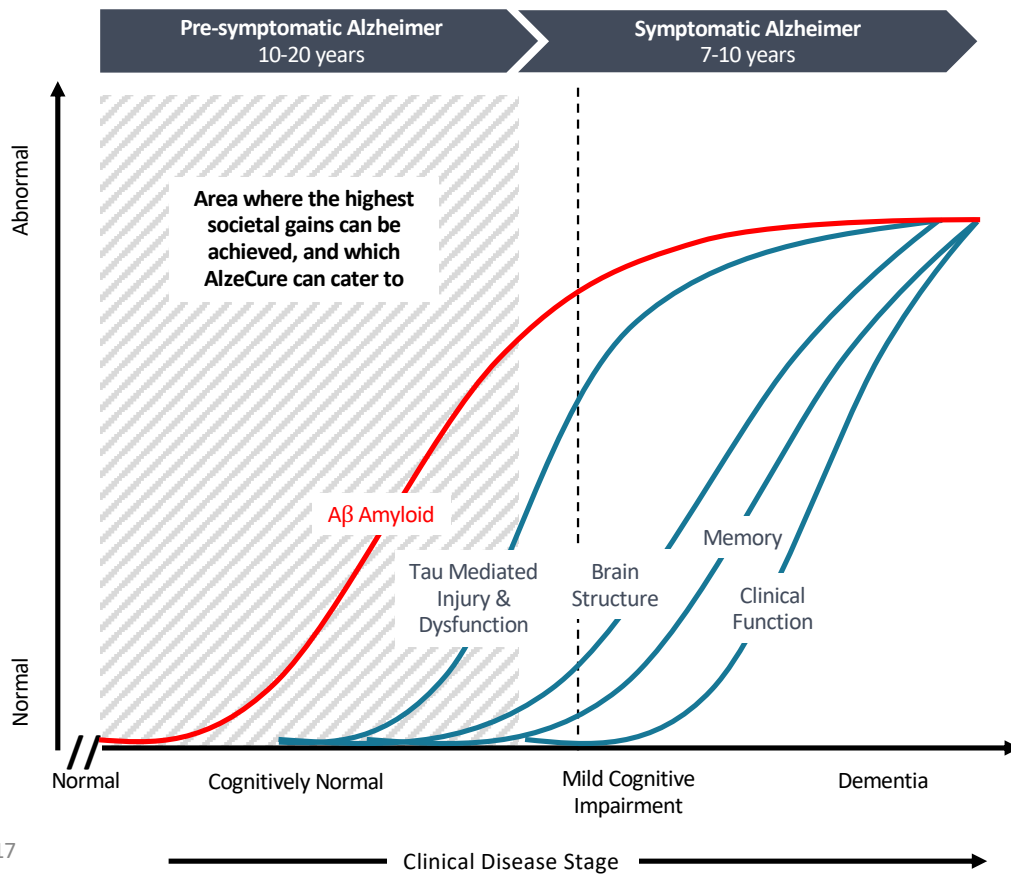 Pre-symptomatic Alzheimer
10-20 years
Symptomatic Alzheimer
7-10 years
Abnormal
Area where the highest
societal gains can be
achieved, and which
AlzeCure can cater to
Aβ Amyloid
Tau Mediated
Injury &
Dysfunction
Brain
Structure
Memory
Clinical
Function
Normal
Normal
Cognitively Normal
Mild Cognitive
Impairment
Dementia
17
Clinical Disease Stage